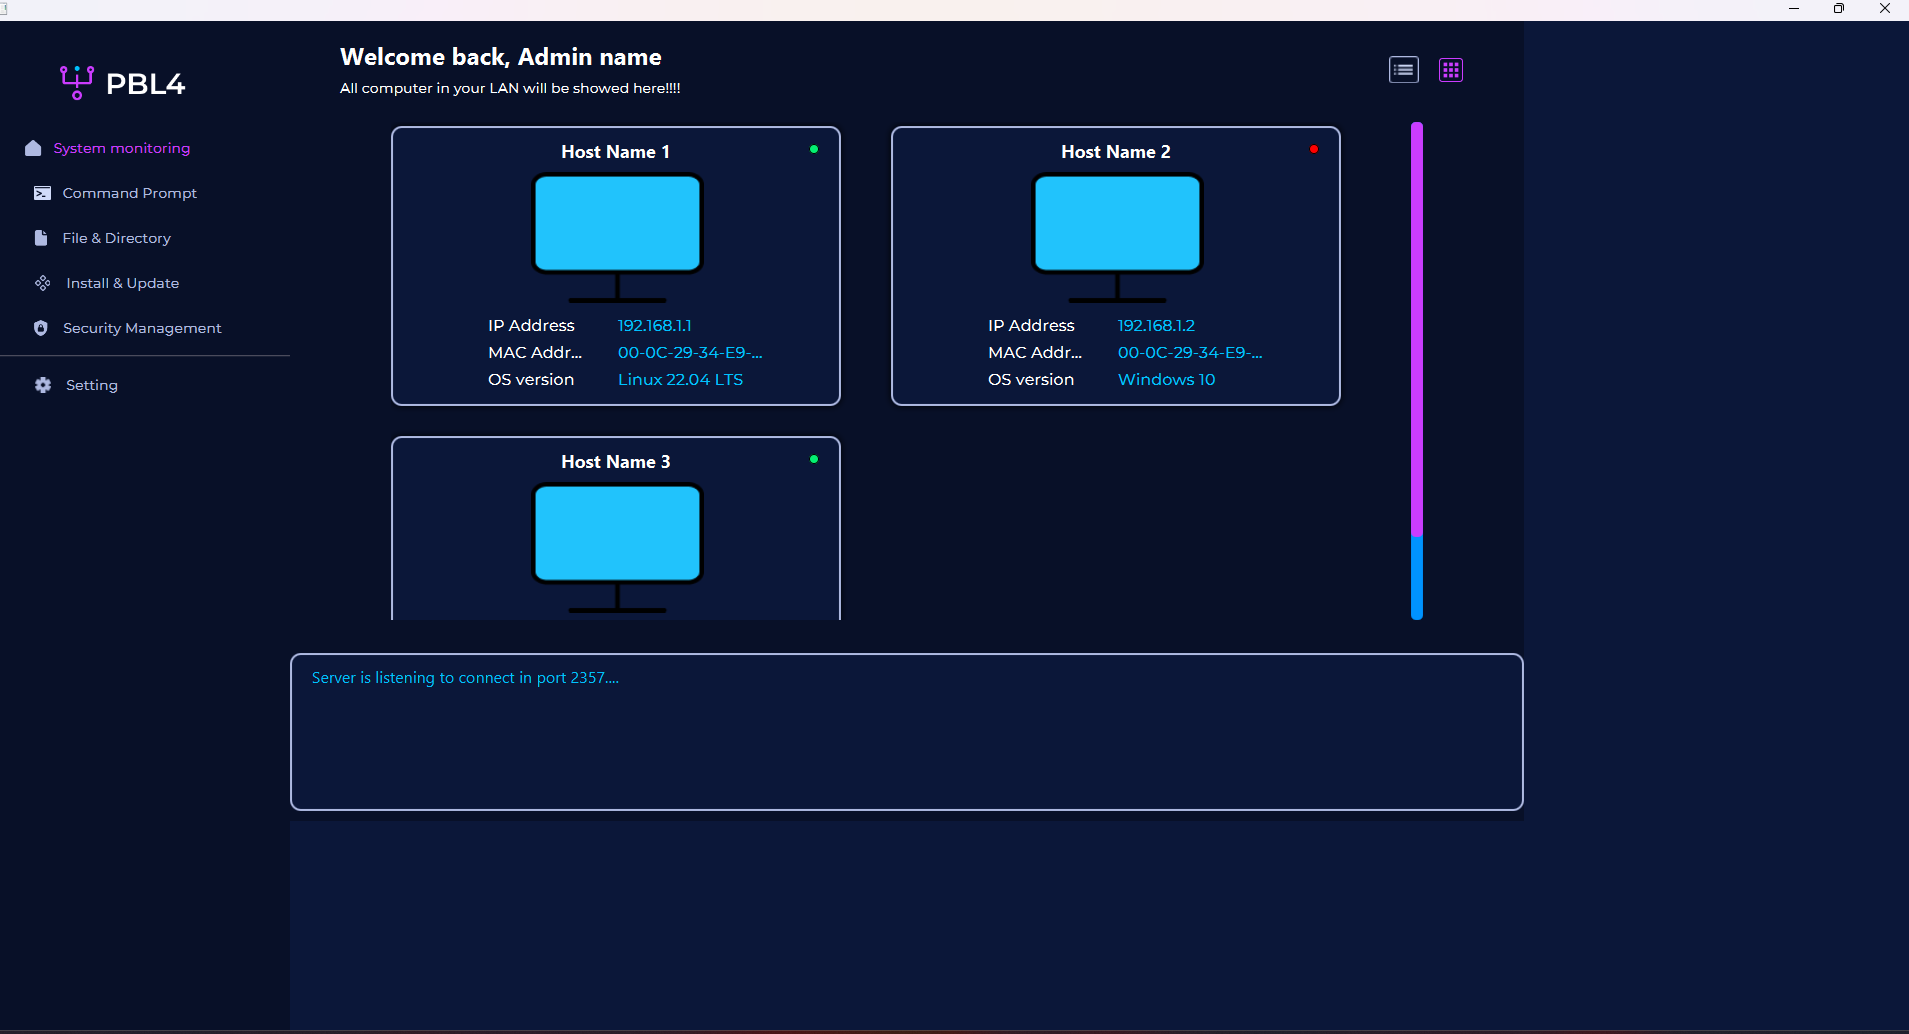 PBL4
System monitoring
Command Prompt
File & Directory
Install & Update
Security Management
Setting
Welcome back, Admin name
All computer in your LAN will be showed here!!!!
Host Name 1
IP Address 192.168.1.1
MAC Addr... 00-0C-29-34-E9-...
OS version Linux 22.04 LTS
Host Name 2
IP Address 192.168.1.2
MAC Addr... 00-0C-29-34-E9-...
OS version Windows 10
Host Name 3
Server is listening to connect in port 2357....